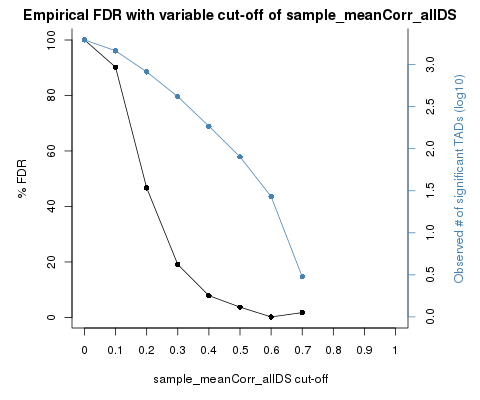 Empirical FDR with variable cut-off of sample_meanCorr_allDS
% FDR
100
80
60
40
20
0
3.0
2.5
2.0
1.5
1.0
0.5
0.0
Observed # of significant TADs (log10)
0 0.1 0.2 0.3 0.4 0.5 0.6 0.7 0.8 0.9 1
sample_meanCorr_allDS cut-off